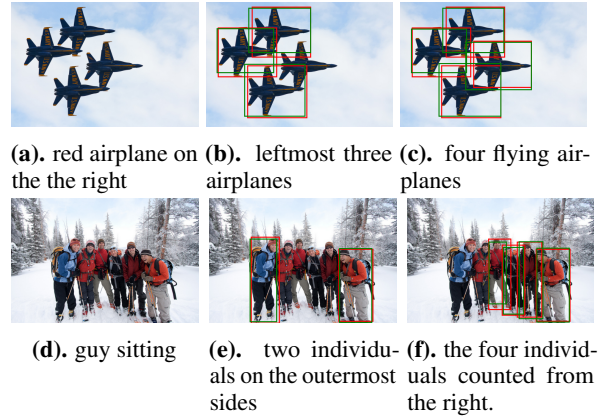 (a). red airplane on
the the right
(b). leftmost three
airplanes
(c). four flying air-
planes
(d). guy sitting
(e). two individu-
als on the outermost
sides
(f). the four individ-
uals counted from
the right.